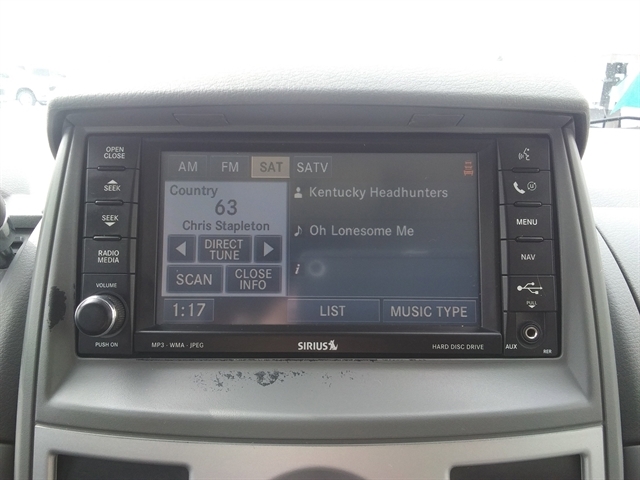 OPEN
CLOSE
SEEK
SEEK
RADIO
MEDIA
VOLUME
PUSH ON
AM FM SAT SATV
Country
63
Chris Stapleton
DIRECT
TUNE
SCAN
CLOSE
INFO
Kentucky Headhunters
Oh Lonesome Me
i
1:17
LIST
MUSIC TYPE
MENU
NAV
PULL
AUX
RER
MP3 - WMA - JPEG
SIRIUS
HARD DISC DRIVE